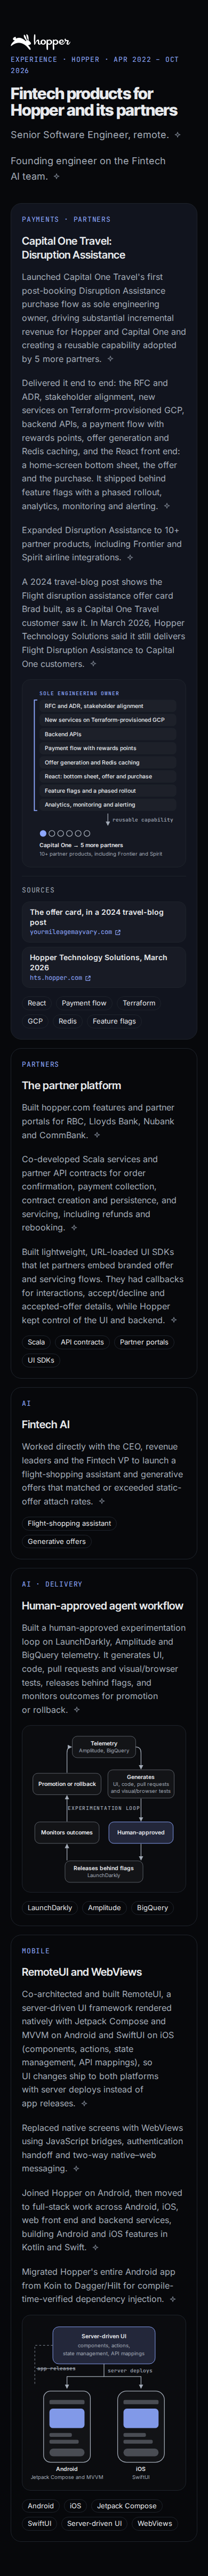 hopper
EXPERIENCE · HOPPER · APR 2022 – OCT
2026
Fintech products for
Hopper and its partners
Senior Software Engineer, remote.
Founding engineer on the Fintech
AI team.
PAYMENTS · PARTNERS
Capital One Travel:
Disruption Assistance
Launched Capital One Travel's first
post-booking Disruption Assistance
purchase flow as sole engineering
owner, driving substantial incremental
revenue for Hopper and Capital One and
creating a reusable capability adopted
by 5 more partners.
Delivered it end to end: the RFC and
ADR, stakeholder alignment, new
services on Terraform-provisioned GCP,
backend APIs, a payment flow with
rewards points, offer generation and
Redis caching, and the React front end:
a home-screen bottom sheet, the offer
and the purchase. It shipped behind
feature flags with a phased rollout,
analytics, monitoring and alerting.
Expanded Disruption Assistance to 10+
partner products, including Frontier and
Spirit airline integrations.
A 2024 travel-blog post shows the
Flight disruption assistance offer card
Brad built, as a Capital One Travel
customer saw it. In March 2026, Hopper
Technology Solutions said it still delivers
Flight Disruption Assistance to Capital
One customers.
SOLE ENGINEERING OWNER
RFC and ADR, stakeholder alignment
New services on Terraform-provisioned GCP
Backend APIs
Payment flow with rewards points
Offer generation and Redis caching
React: bottom sheet, offer and purchase
Feature flags and a phased rollout
Analytics, monitoring and alerting
reusable capability
Capital One → 5 more partners
10+ partner products, including Frontier and Spirit
SOURCES
The offer card, in a 2024 travel-blog
post
yourmileagemayvary.com
Hopper Technology Solutions, March
2026
hts.hopper.com
React
Payment flow
Terraform
GCP
Redis
Feature flags
PARTNERS
The partner platform
Built hopper.com features and partner
portals for RBC, Lloyds Bank, Nubank
and CommBank.
Co-developed Scala services and
partner API contracts for order
confirmation, payment collection,
contract creation and persistence, and
servicing, including refunds and
rebooking.
Built lightweight, URL-loaded UI SDKs
that let partners embed branded offer
and servicing flows. They had callbacks
for interactions, accept/decline and
accepted-offer details, while Hopper
kept control of the UI and backend.
Scala
API contracts
Partner portals
UI SDKs
AI
Fintech AI
Worked directly with the CEO, revenue
leaders and the Fintech VP to launch a
flight-shopping assistant and generative
offers that matched or exceeded static-
offer attach rates.
Flight-shopping assistant
Generative offers
AI · DELIVERY
Human-approved agent workflow
Built a human-approved experimentation
loop on LaunchDarkly, Amplitude and
BigQuery telemetry. It generates UI,
code, pull requests and visual/browser
tests, releases behind flags, and
monitors outcomes for promotion
or rollback.
Telemetry
Amplitude, BigQuery
Promotion or rollback
Generates
UI, code, pull requests
and visual/browser tests
EXPERIMENTATION LOOP
Monitors outcomes
Human-approved
Releases behind flags
LaunchDarkly
LaunchDarkly
Amplitude
BigQuery
MOBILE
RemoteUI and WebViews
Co-architected and built RemoteUI, a
server-driven UI framework rendered
natively with Jetpack Compose and
MVVM on Android and SwiftUI on iOS
(components, actions, state
management, API mappings), so
UI changes ship to both platforms
with server deploys instead of
app releases.
Replaced native screens with WebViews
using JavaScript bridges, authentication
handoff and two-way native–web
messaging.
Joined Hopper on Android, then moved
to full-stack work across Android, iOS,
web front end and backend services,
building Android and iOS features in
Kotlin and Swift.
Migrated Hopper's entire Android app
from Koin to Dagger/Hilt for compile-
time-verified dependency injection.
Server-driven UI
components, actions,
state management, API mappings
app releases
server deploys
Android
Jetpack Compose and MVVM
iOS
SwiftUI
Android
iOS
Jetpack Compose
SwiftUI
Server-driven UI
WebViews